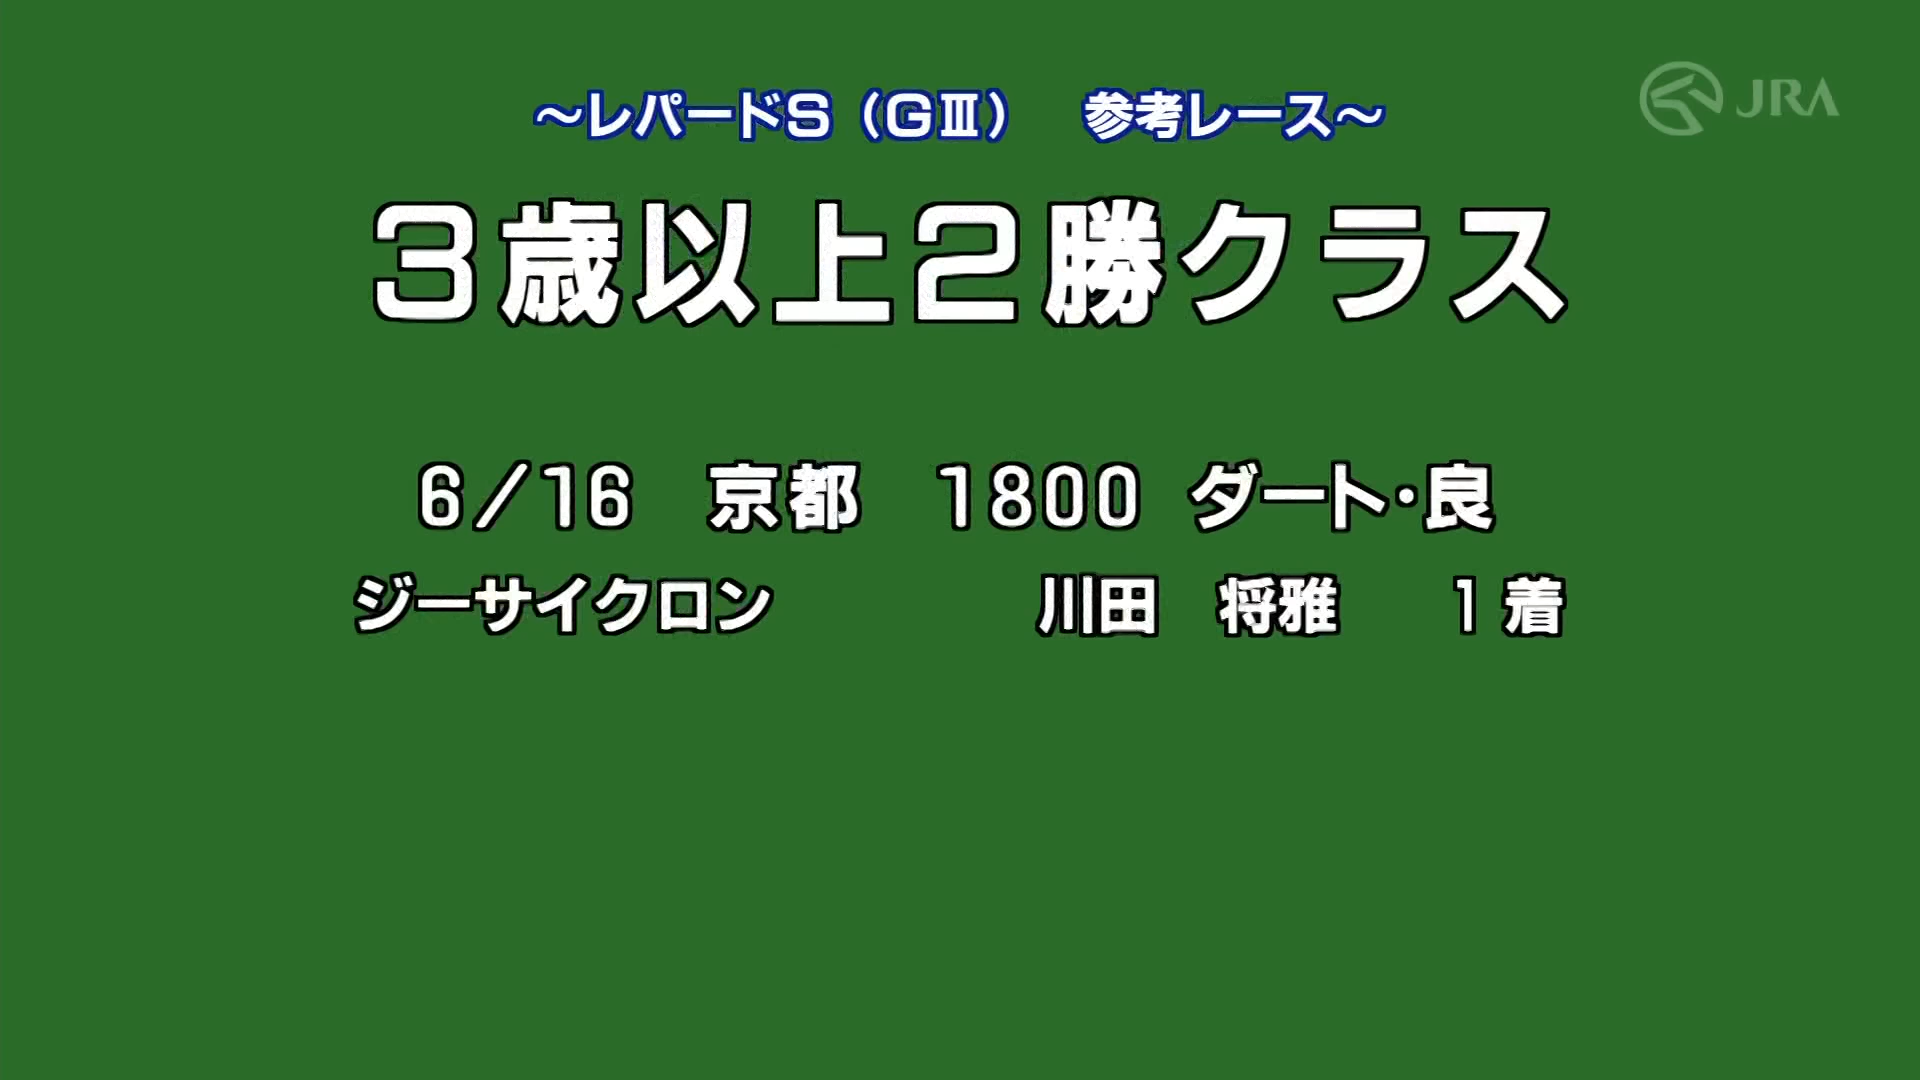 ～レパードS（GⅢ）　参考レース～
JRA
3歳以上2勝クラス
6／16　京都　1800 ダート・良
ジーサイクロン　川田　将雅　1着